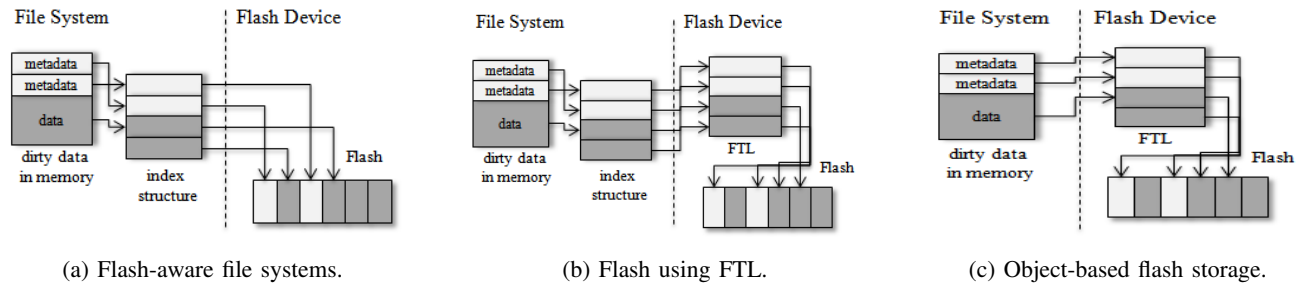 File System
Flash Device
metadata
metadata
data
dirty data
in memory
index
structure
Flash
(a) Flash-aware file systems.
File System
Flash Device
metadata
metadata
data
dirty data
in memory
index
structure
FTL
Flash
(b) Flash using FTL.
File System
Flash Device
metadata
metadata
data
dirty data
in memory
FTL
Flash
(c) Object-based flash storage.